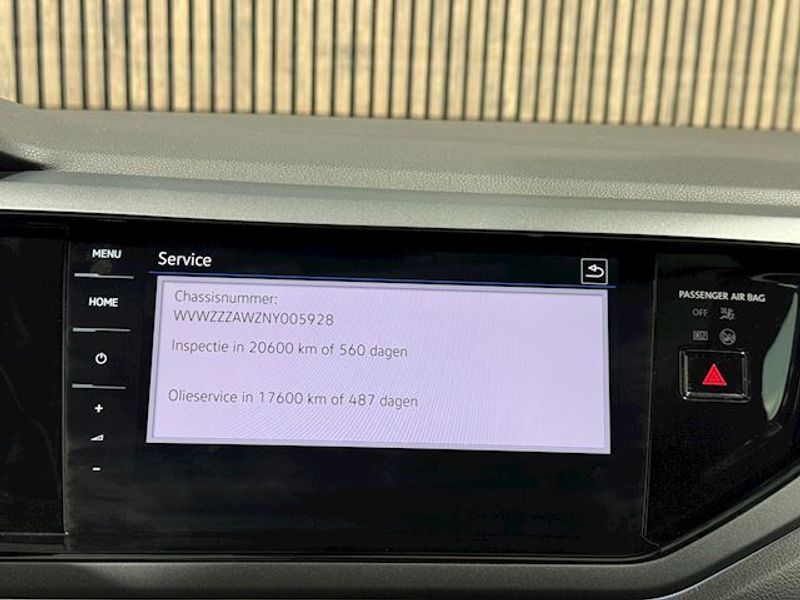 MENU
Service
HOME
Chassisnummer:
WVWZZZAWZNY005928
Inspectie in 20600 km of 560 dagen
Olieservice in 17600 km of 487 dagen
+
-
PASSENGER AIR BAG
OFF